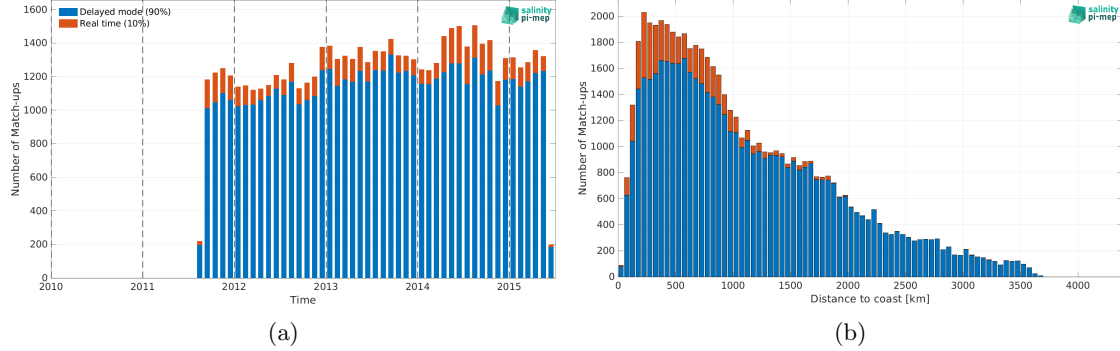 1600
1400
1200
1000
800
600
400
200
0
Number of Match-ups
Delayed mode (90%)
Real time (10%)
salinity
pi-mep
2010
2011
2012
2013
2014
2015
Time
(a)
2000
1800
1600
1400
1200
1000
800
600
400
200
0
Number of Match-ups
salinity
pi-mep
0
500
1000
1500
2000
2500
3000
3500
4000
Distance to coast [km]
(b)